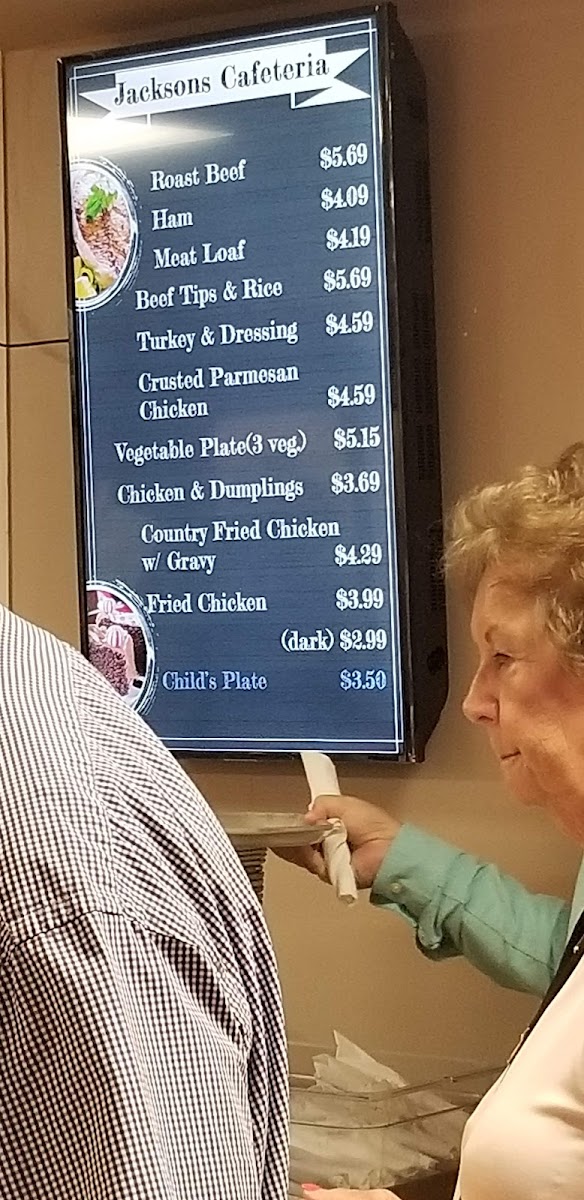 Jacksons Cafeteria
Roast Beef $5.69
Ham $4.09
Meat Loaf $4.19
Beef Tips & Rice $5.69
Turkey & Dressing $4.59
Crusted Parmesan
Chicken $4.59
Vegetable Plate(3 veg.) $5.15
Chicken & Dumplings $3.69
Country Fried Chicken
w/ Gravy $4.29
Fried Chicken $3.99
(dark) $2.99
Child's Plate $3.50